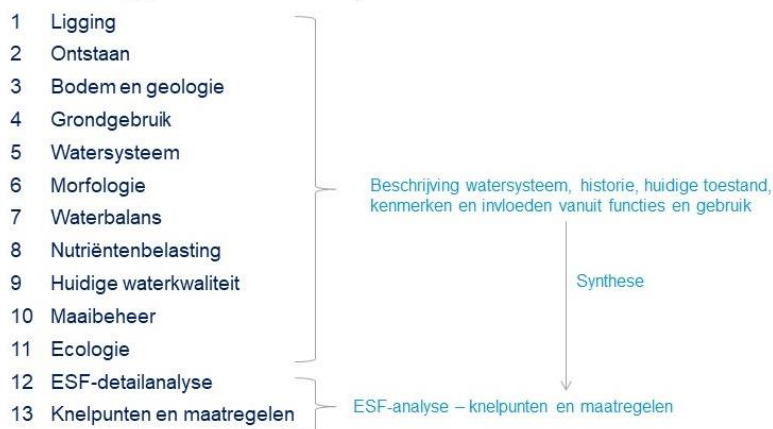 1 Ligging
2 Ontstaan
3 Bodem en geologie
4 Grondgebruik
5 Watersysteem
6 Morfologie
7 Waterbalans
8 Nutriëntenbelasting
9 Huidige waterkwaliteit
10 Maaibeheer
11 Ecologie
12 ESF-detailanalyse
13 Knelpunten en maatregelen
Beschrijving watersysteem, historie, huidige toestand,
kenmerken en invloeden vanuit functies en gebruik
Synthese
ESF-analyse – knelpunten en maatregelen